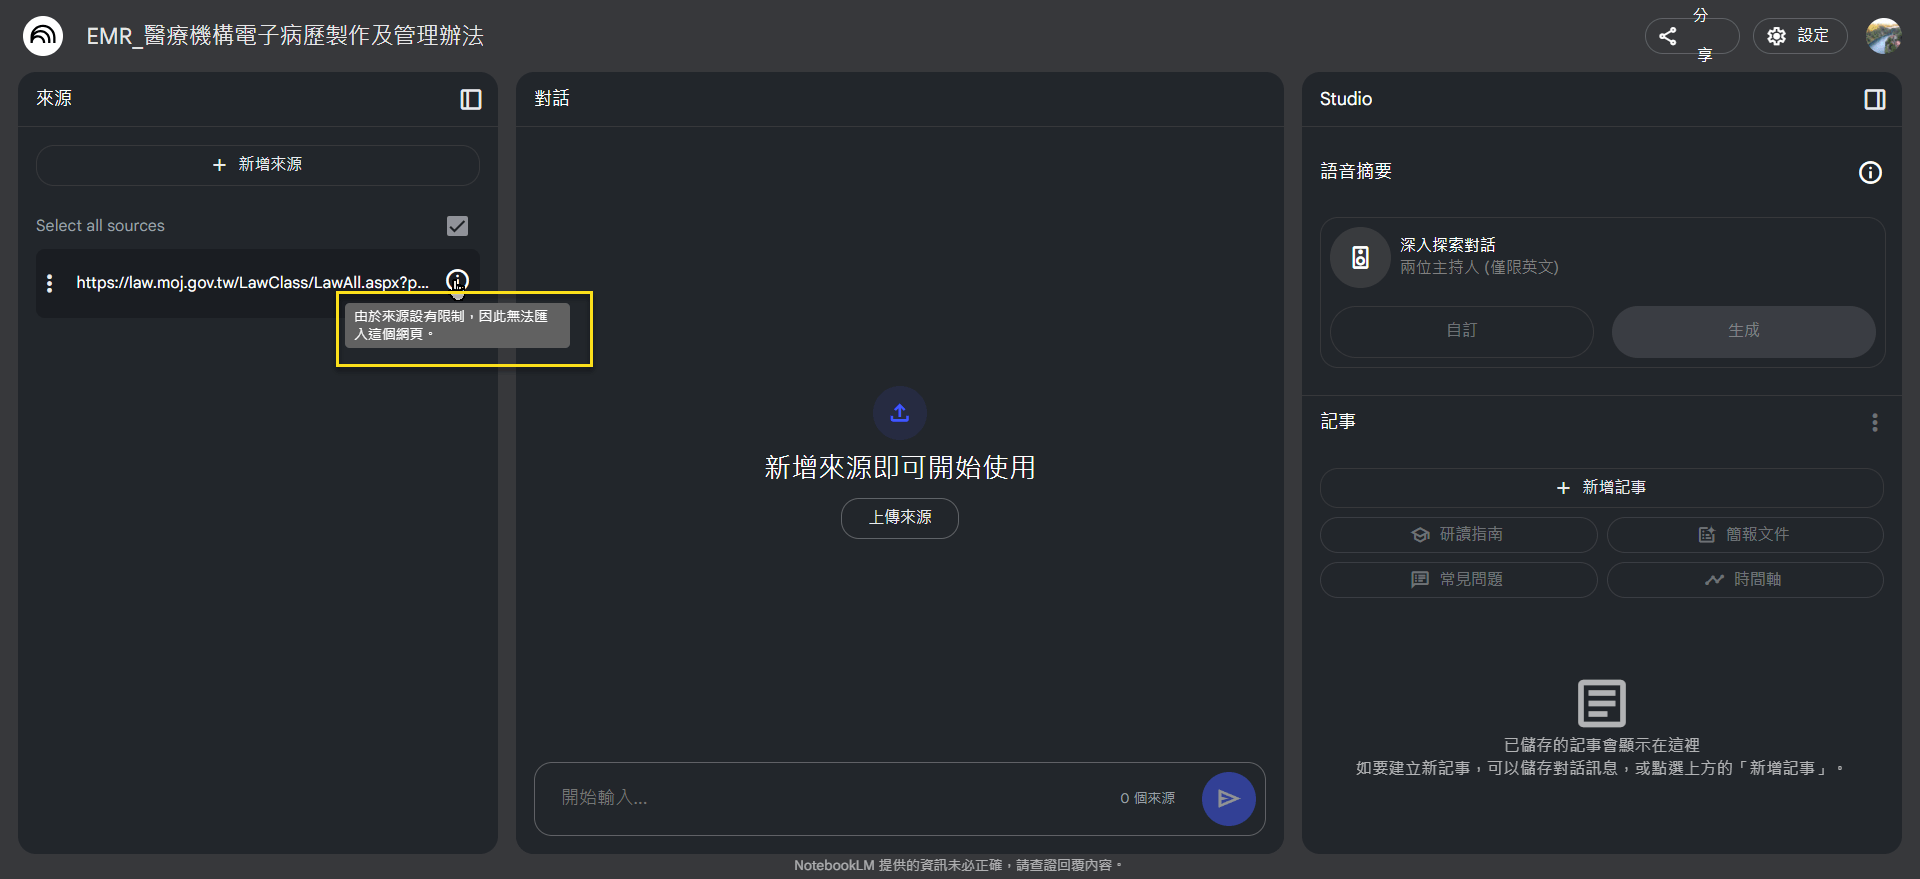 EMR_醫療機構電子病歷製作及管理辦法
分
享
設定
來源
新增來源
Select all sources
https://law.moj.gov.tw/LawClass/LawAll.aspx?p...
由於來源設有限制，因此無法匯
入這個網頁。
對話
新增來源即可開始使用
上傳來源
開始輸入...
0 個來源
Studio
語音摘要
深入探索對話
兩位主持人 (僅限英文)
自訂
生成
記事
新增記事
研讀指南
簡報文件
常見問題
時間軸
已儲存的記事會顯示在這裡
如要建立新記事，可以儲存對話訊息，或點選上方的「新增記事」。
NotebookLM 提供的資訊未必正確，請查證回覆內容。